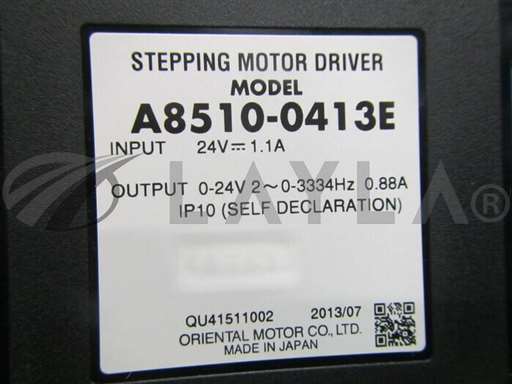 STEPPING MOTOR DRIVER
MODEL
A8510-0413E
INPUT 24V⎓1.1A
OUTPUT 0-24V 2~0-3334Hz 0.88A
IP10 (SELF DECLARATION)
LAYLA®
QU41511002 2013/07
ORIENTAL MOTOR CO., LTD.
MADE IN JAPAN